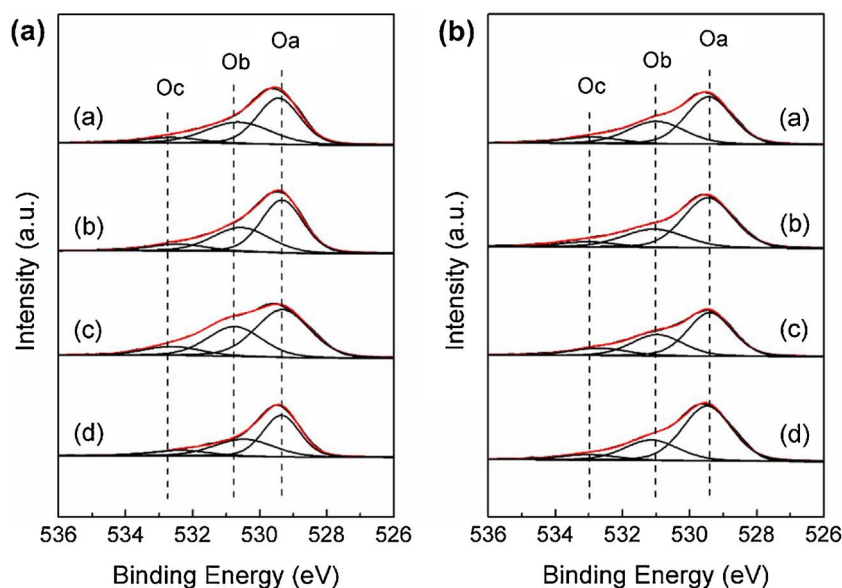 (a)
Oc
Ob
Oa
(a)
(b)
(c)
(d)
Intensity (a.u.)
536 534 532 530 528 526
Binding Energy (eV)
(b)
Oc
Ob
Oa
(a)
(b)
(c)
(d)
Intensity (a.u.)
536 534 532 530 528 526
Binding Energy (eV)